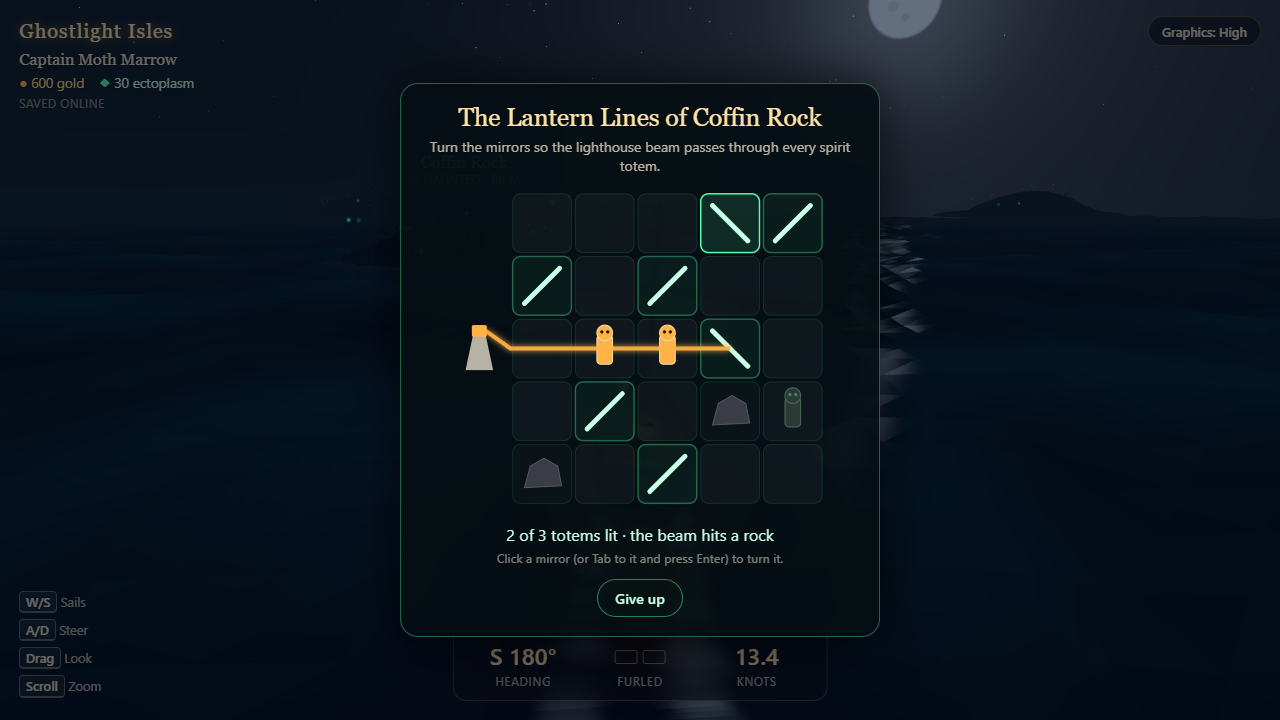 Ghostlight Isles
Captain Moth Marrow
600 gold
30 ectoplasm
SAVED ONLINE
Graphics: High
The Lantern Lines of Coffin Rock
Turn the mirrors so the lighthouse beam passes through every spirit
totem.
Coffin Rock
2 of 3 totems lit · the beam hits a rock
Click a mirror (or Tab to it and press Enter) to turn it.
Give up
W/S Sails
A/D Steer
Drag Look
Scroll Zoom
S 180°
HEADING
FURLED
13.4
KNOTS